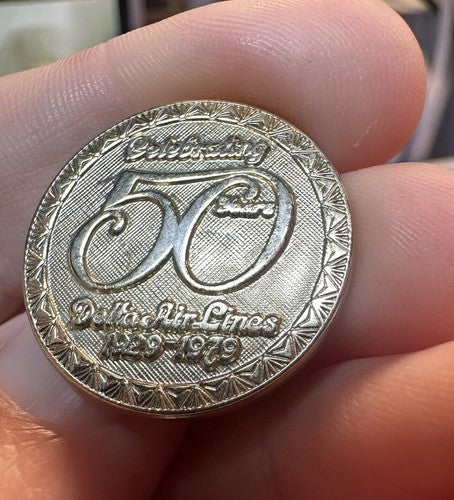 Celebrating
50
Years
Delta Air Lines
1929-1979